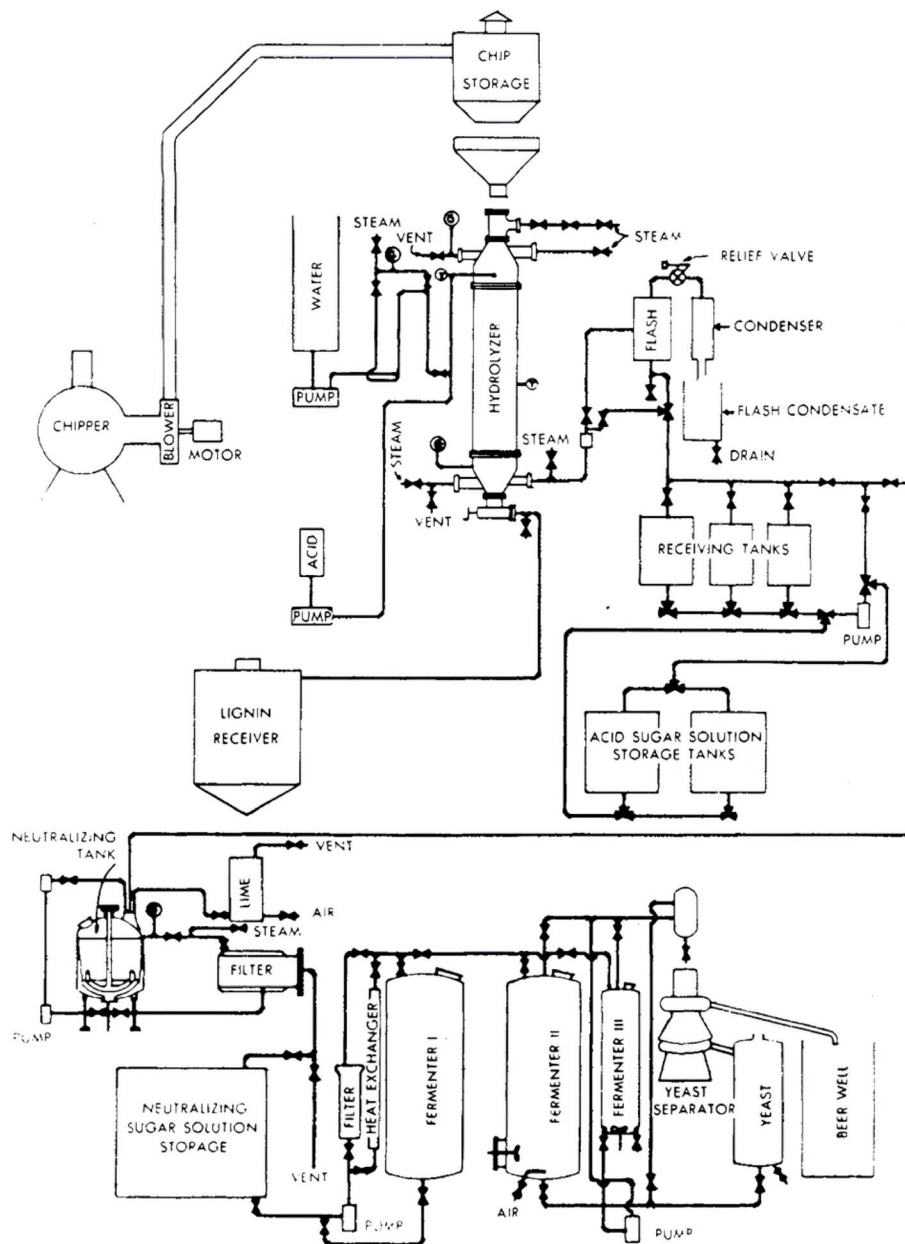 CHIP
STORAGE
STEAM
VENT
STEAM
RELIEF VALVE
WATER
FLASH
CONDENSER
HYDROLYZER
PUMP
CHIPPER
BLOWER
MOTOR
FLASH CONDENSATE
STEAM
STEAM
DRAIN
VENT
RECEIVING TANKS
ACID
PUMP
PUMP
LIGNIN
RECEIVER
ACID SUGAR SOLUTION
STORAGE TANKS
NEUTRALIZING
TANK
VENT
LIME
AIR
STEAM
FILTER
PUMP
FILTER
HEAT EXCHANGER
FERMENTER I
FERMENTER II
FERMENTER III
YEAST
SEPARATOR
YEAST
BEER WELL
NEUTRALIZING
SUGAR SOLUTION
STOPAGE
VENT
PUMP
AIR
PUMP